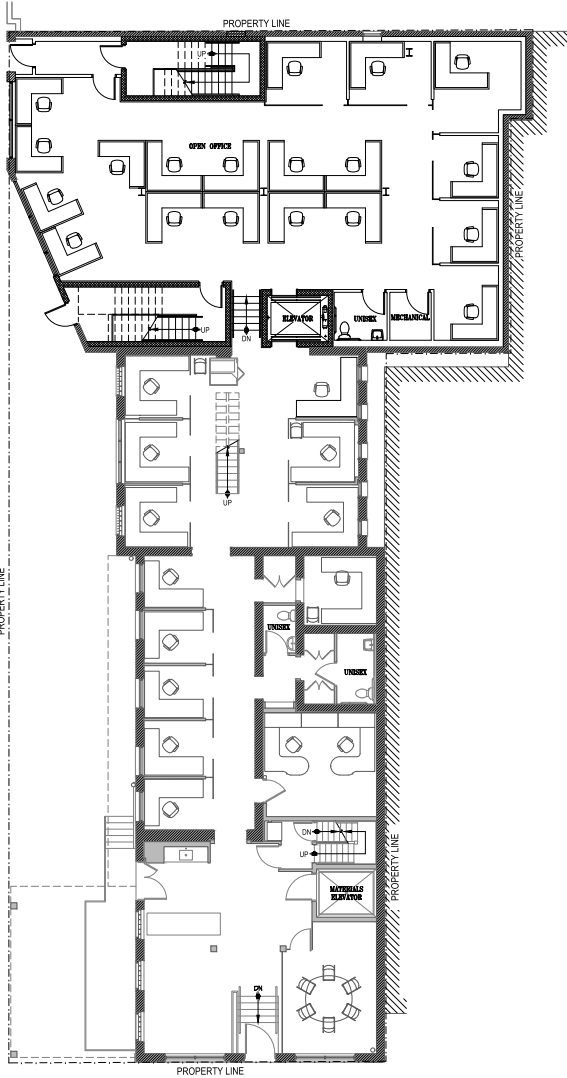 PROPERTY LINE
UP
OPEN OFFICE
PROPERTY LINE
ELEVATOR
UNISEX
MECHANICAL
UP
DN
UP
PROPERTY LINE
UNISEX
UNISEX
DN
UP
PROPERTY LINE
MATERIALS
ELEVATOR
DN
PROPERTY LINE